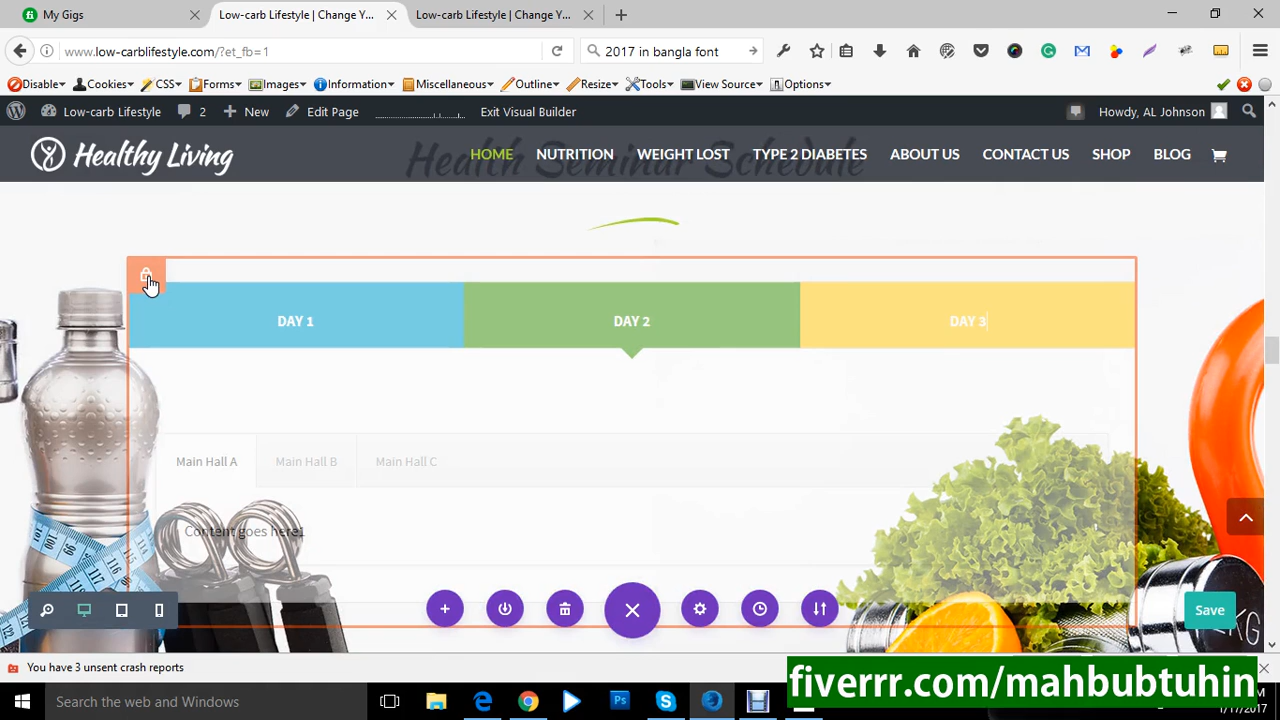 My Gigs
Low-carb Lifestyle | Change Y...
Low-carb Lifestyle | Change Y...
www.low-carblifestyle.com/?et_fb=1
2017 in bangla font
Disable
Cookies
CSS
Forms
Images
Information
Miscellaneous
Outline
Resize
Tools
View Source
Options
Low-carb Lifestyle
2
New
Edit Page
Exit Visual Builder
Howdy, AL Johnson
Healthy Living
HOME
NUTRITION
WEIGHT LOST
TYPE 2 DIABETES
ABOUT US
CONTACT US
SHOP
BLOG
Health Seminar Schedule
DAY 1
DAY 2
DAY 3
Main Hall A
Main Hall B
Main Hall C
Content goes here1
Save
You have 3 unsent crash reports
Search the web and Windows
fiverrr.com/mahbubtuhin
1/17/2017